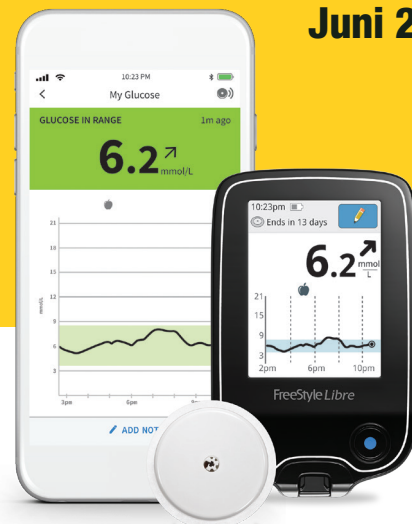 Juni 2
10:23 PM
My Glucose
GLUCOSE IN RANGE
1m ago
6.2
mmol/L
21
18
15
12
9
6
3
mmol/L
3pm
6pm
ADD NOT
10:23pm
Ends in 13 days
6.2
mmol
L
21
15
9
3
2pm
6pm
10pm
FreeStyle Libre